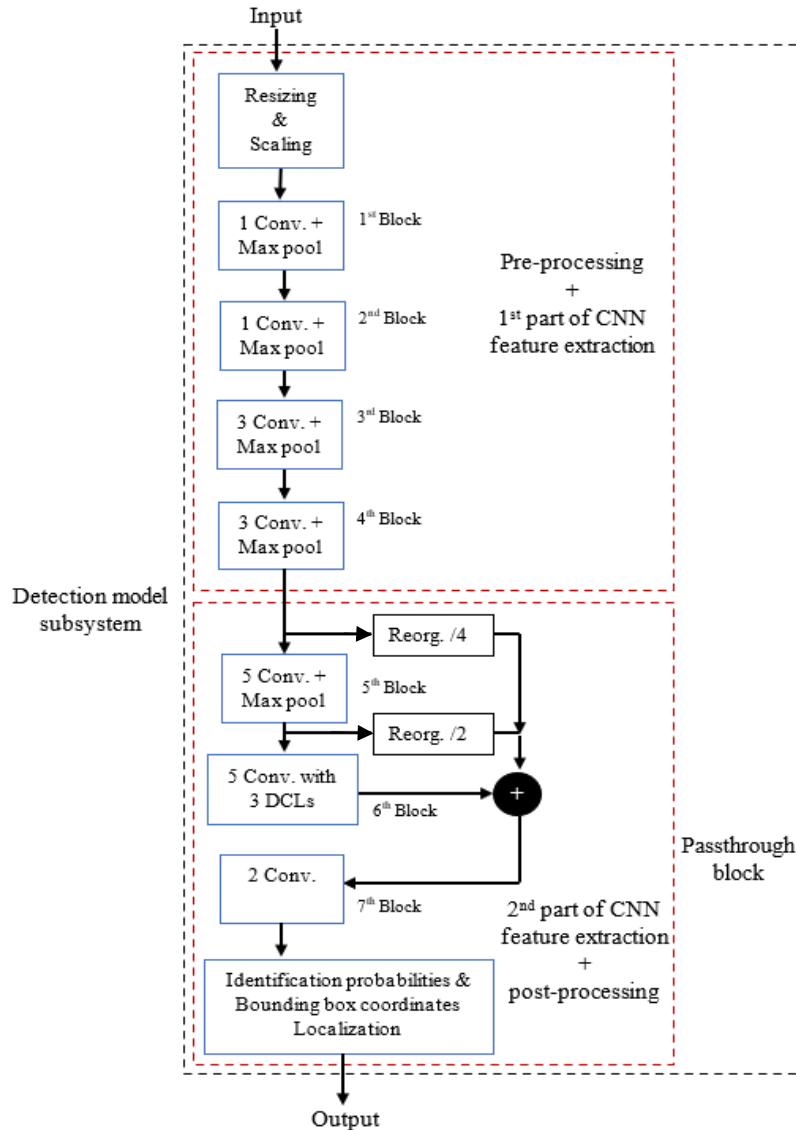 Input
Resizing
&
Scaling
1 Conv. +
Max pool
1st Block
Pre-processing
+
1st part of CNN
feature extraction
1 Conv. +
Max pool
2nd Block
3 Conv. +
Max pool
3rd Block
3 Conv. +
Max pool
4th Block
Detection model
subsystem
Reorg. /4
5 Conv. +
Max pool
5th Block
Reorg. /2
5 Conv. with
3 DCLs
6th Block
+
Passthrough
block
2 Conv.
7th Block
2nd part of CNN
feature extraction
+
post-processing
Identification probabilities &
Bounding box coordinates
Localization
Output